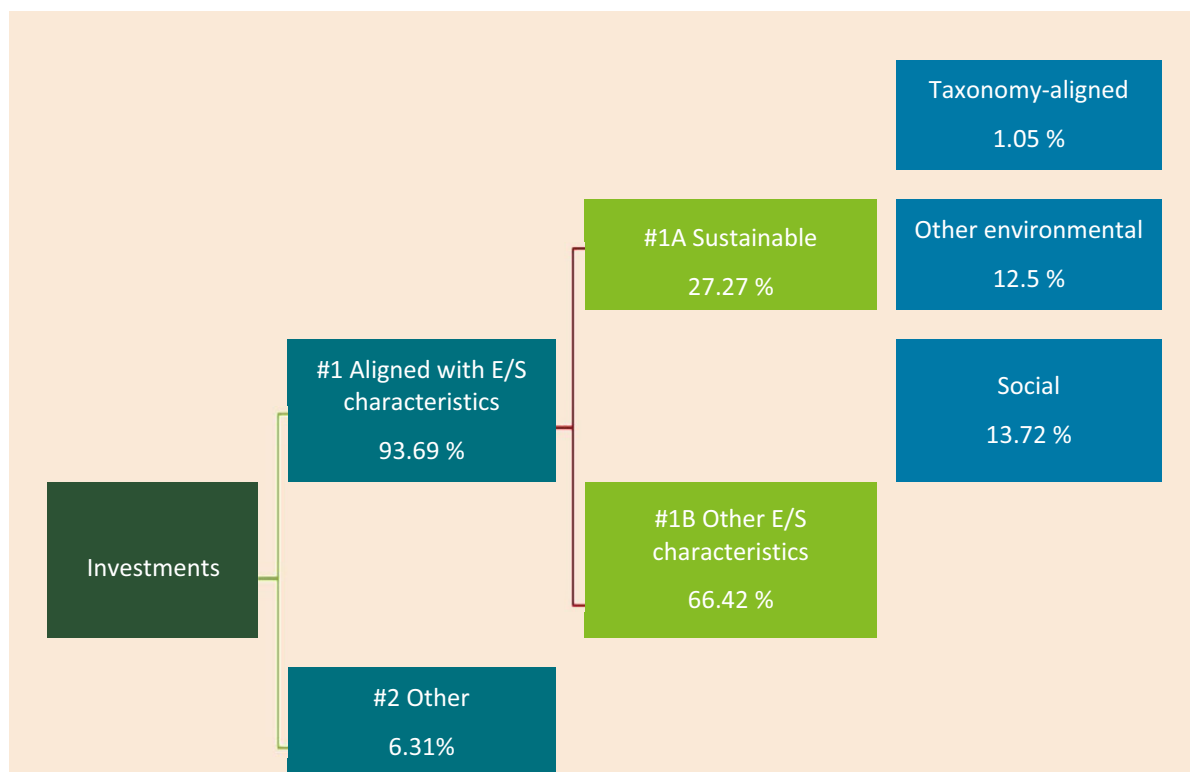 Taxonomy-aligned
1.05 %
#1A Sustainable
27.27 %
Other environmental
12.5 %
#1 Aligned with E/S
characteristics
93.69 %
Social
13.72 %
Investments
#1B Other E/S
characteristics
66.42 %
#2 Other
6.31%